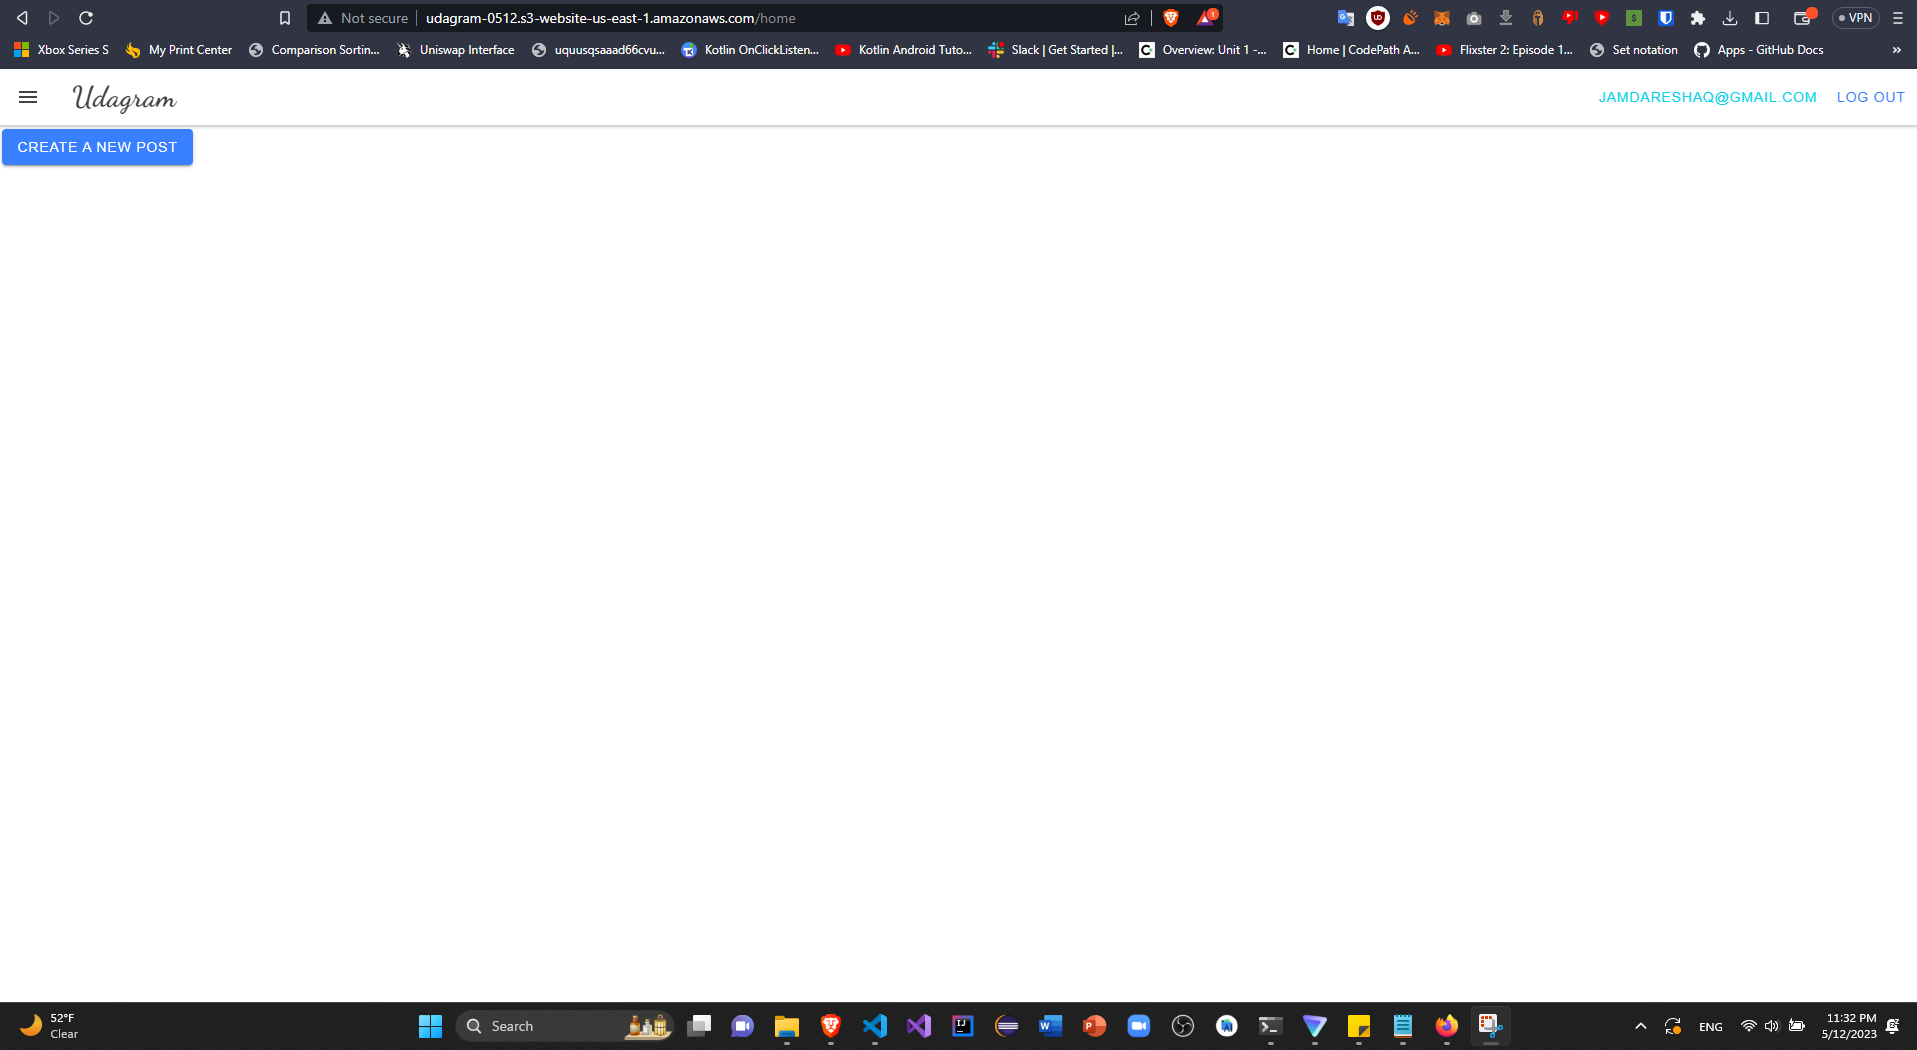 Not secure udagram-0512.s3-website-us-east-1.amazonaws.com/home 1 VPN
Xbox Series S My Print Center Comparison Sortin... Uniswap Interface uquusqsaaad66cvu... Kotlin OnClickListen... Kotlin Android Tuto... Slack | Get Started |... Overview: Unit 1 -... Home | CodePath A... Flixster 2: Episode 1... Set notation Apps - GitHub Docs »
Udagram JAMDARESHAQ@GMAIL.COM LOG OUT
CREATE A NEW POST
52°F
Clear
Search
ENG
11:32 PM
5/12/2023